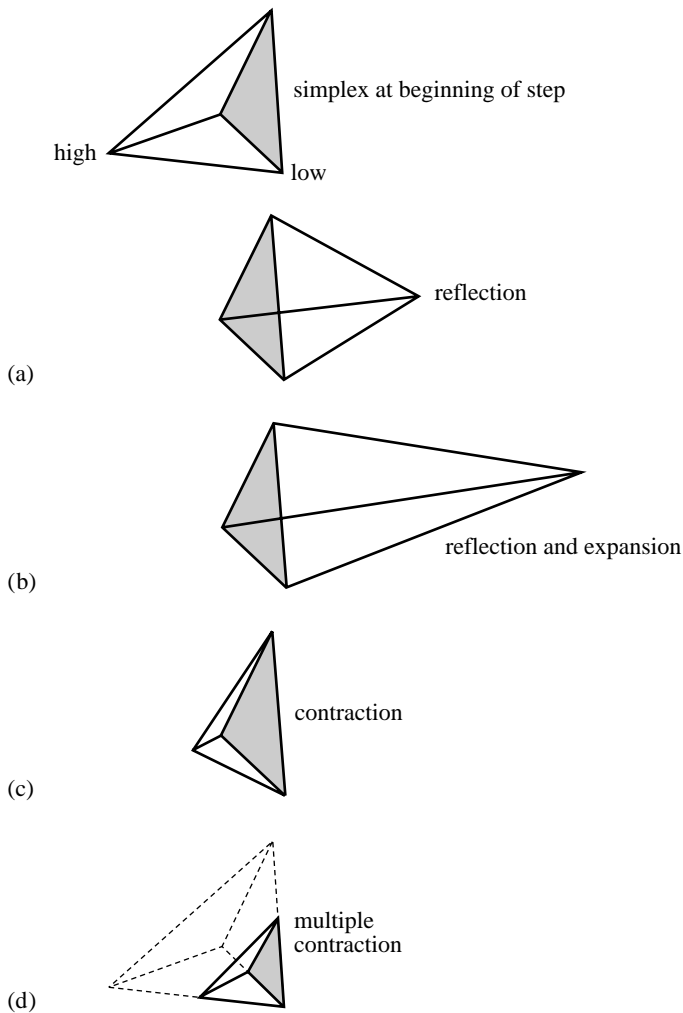 simplex at beginning of step
high
low
reflection
(a)
reflection and expansion
(b)
contraction
(c)
multiple
contraction
(d)